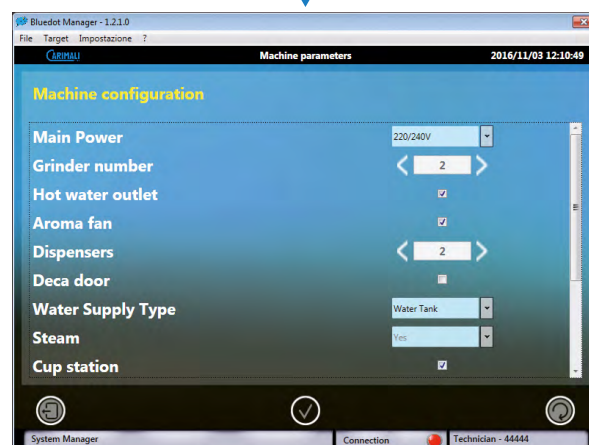 Bluedot Manager - 1.2.1.0
File Target Impostazione ?
CARIMALI Machine parameters 2016/11/03 12:10:49
Machine configuration
Main Power 220/240V
Grinder number 2
Hot water outlet
Aroma fan
Dispensers 2
Deca door
Water Supply Type Water Tank
Steam Yes
Cup station
System Manager Connection Technician - 44444